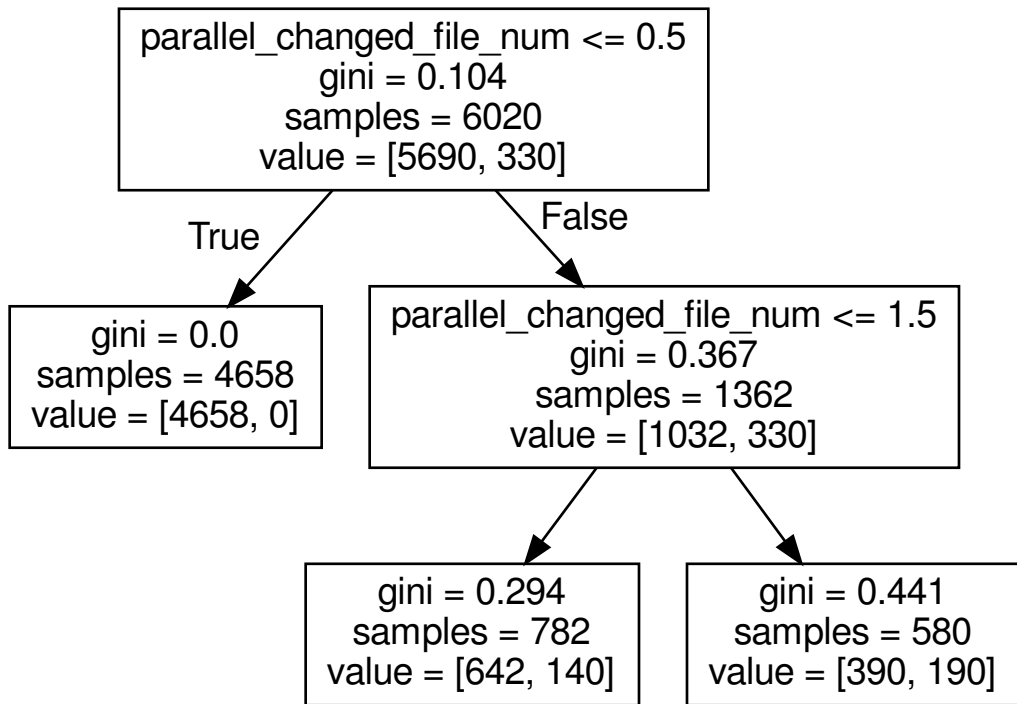 parallel_changed_file_num <= 0.5
gini = 0.104
samples = 6020
value = [5690, 330]
True
False
gini = 0.0
samples = 4658
value = [4658, 0]
parallel_changed_file_num <= 1.5
gini = 0.367
samples = 1362
value = [1032, 330]
gini = 0.294
samples = 782
value = [642, 140]
gini = 0.441
samples = 580
value = [390, 190]